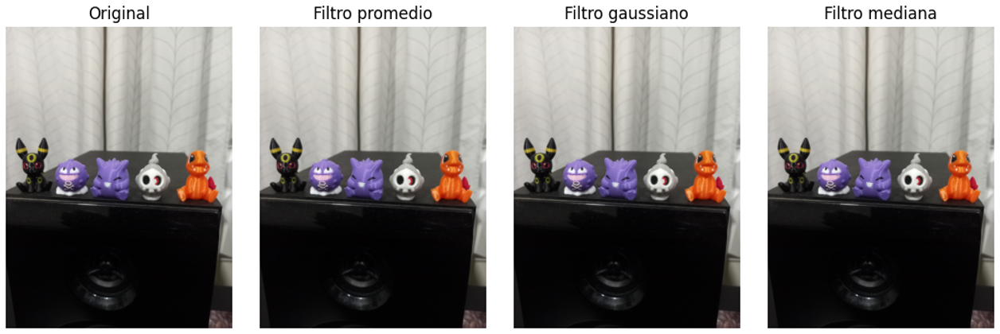 Original
Filtro promedio
Filtro gaussiano
Filtro mediana